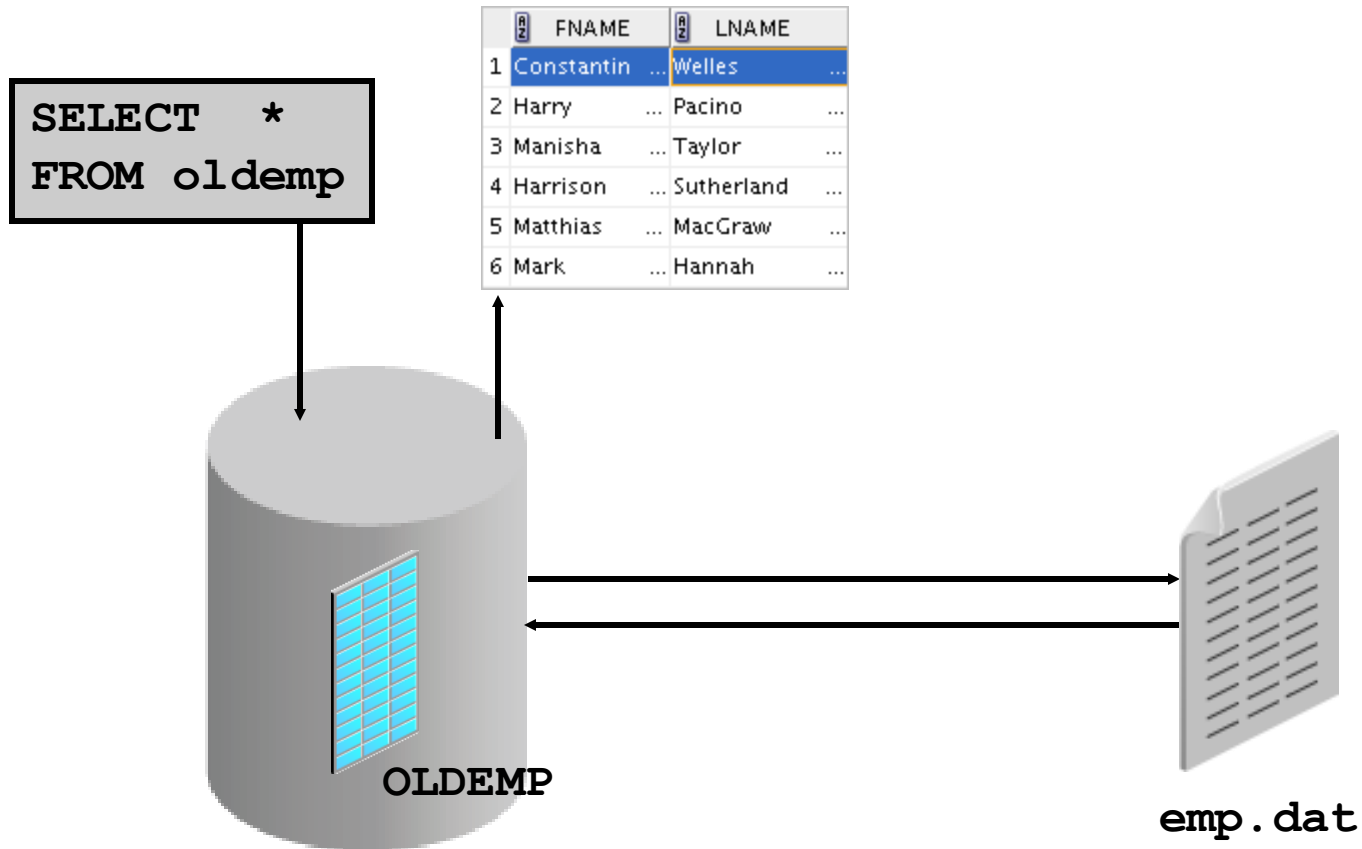 FNAME LNAME
1 Constantin ... Welles ...
2 Harry ... Pacino ...
3 Manisha ... Taylor ...
4 Harrison ... Sutherland ...
5 Matthias ... MacGraw ...
6 Mark ... Hannah ...
SELECT *
FROM oldemp
OLDEMP
emp.dat